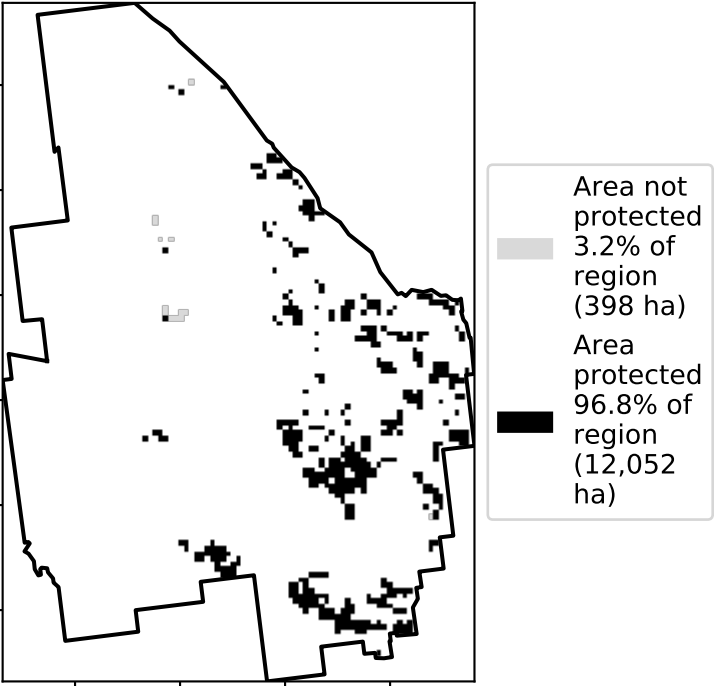 Area not
protected
3.2% of
region
(398 ha)
Area
protected
96.8% of
region
(12,052
ha)